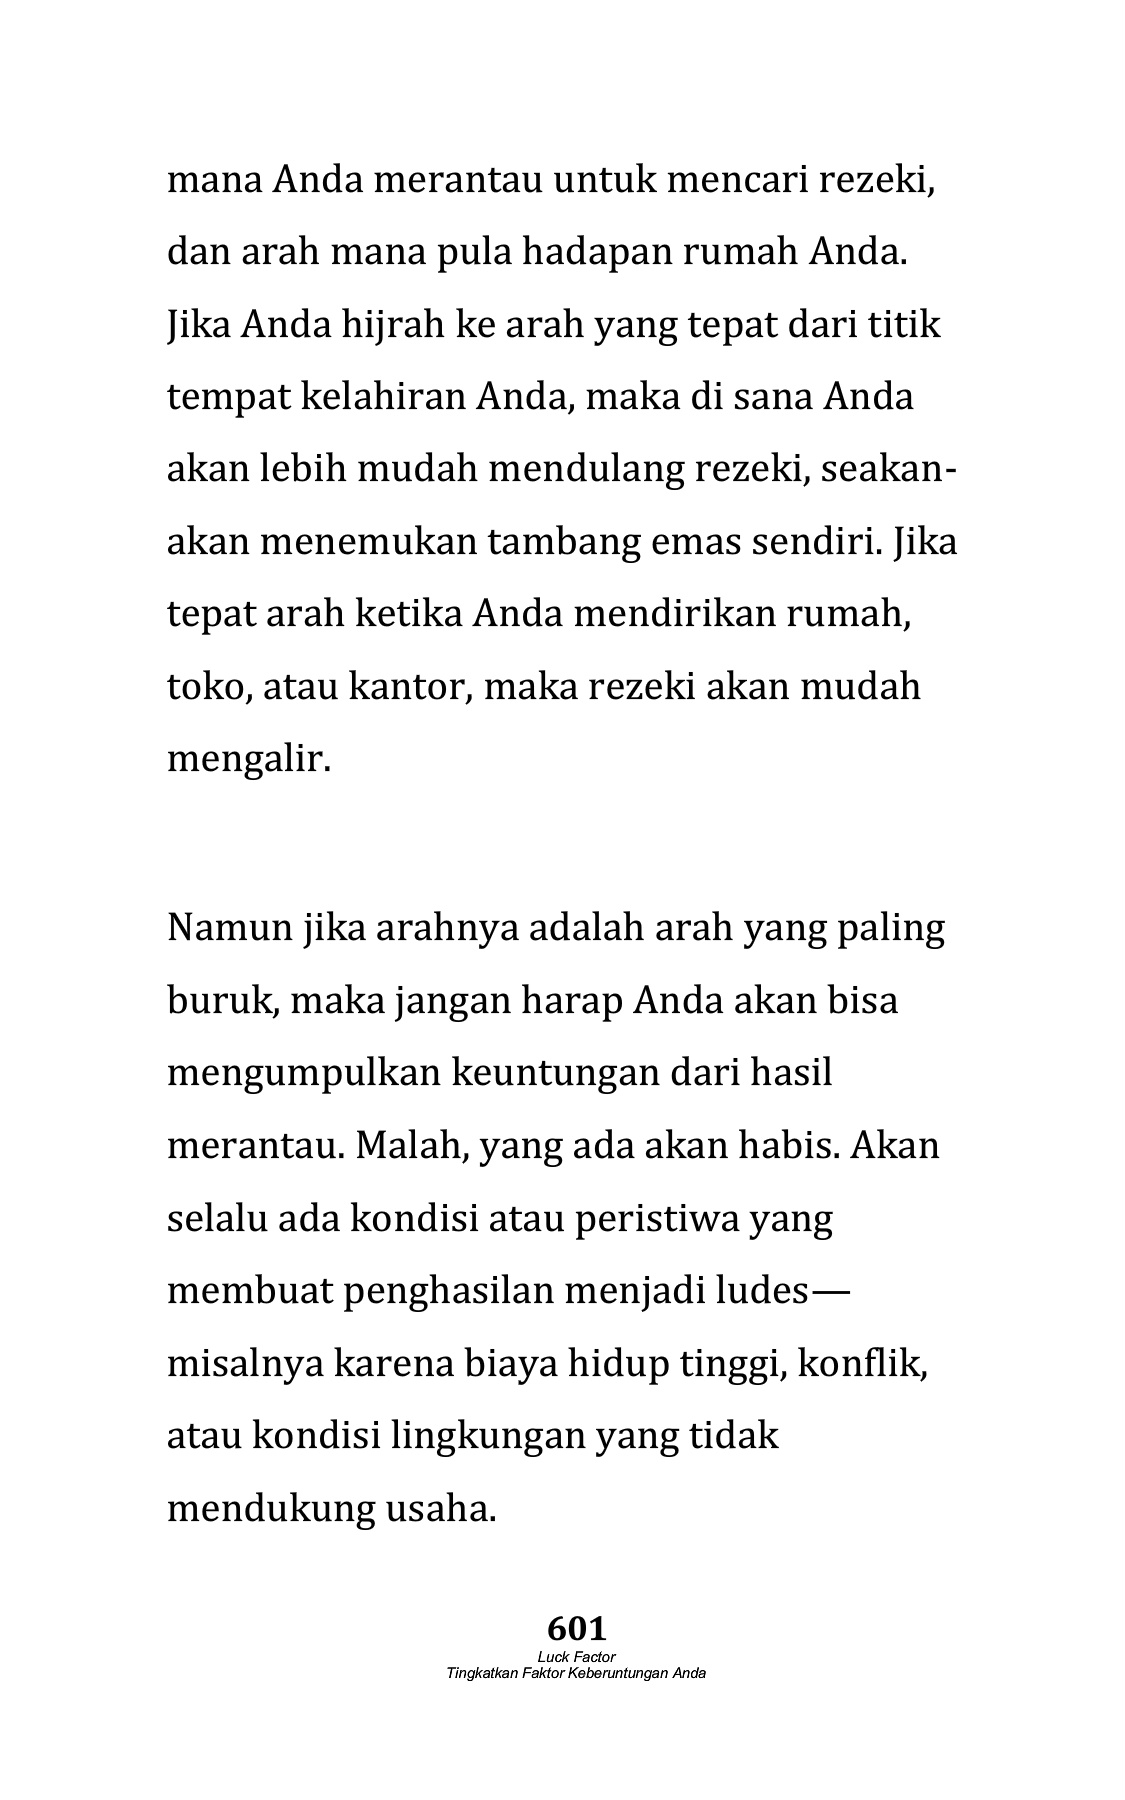 mana Anda merantau untuk mencari rezeki,
dan arah mana pula hadapan rumah Anda.
Jika Anda hijrah ke arah yang tepat dari titik
tempat kelahiran Anda, maka di sana Anda
akan lebih mudah mendulang rezeki, seakan-
akan menemukan tambang emas sendiri. Jika
tepat arah ketika Anda mendirikan rumah,
toko, atau kantor, maka rezeki akan mudah
mengalir.
Namun jika arahnya adalah arah yang paling
buruk, maka jangan harap Anda akan bisa
mengumpulkan keuntungan dari hasil
merantau. Malah, yang ada akan habis. Akan
selalu ada kondisi atau peristiwa yang
membuat penghasilan menjadi ludes—
misalnya karena biaya hidup tinggi, konflik,
atau kondisi lingkungan yang tidak
mendukung usaha.
601
Luck Factor
Tingkatkan Faktor Keberuntungan Anda